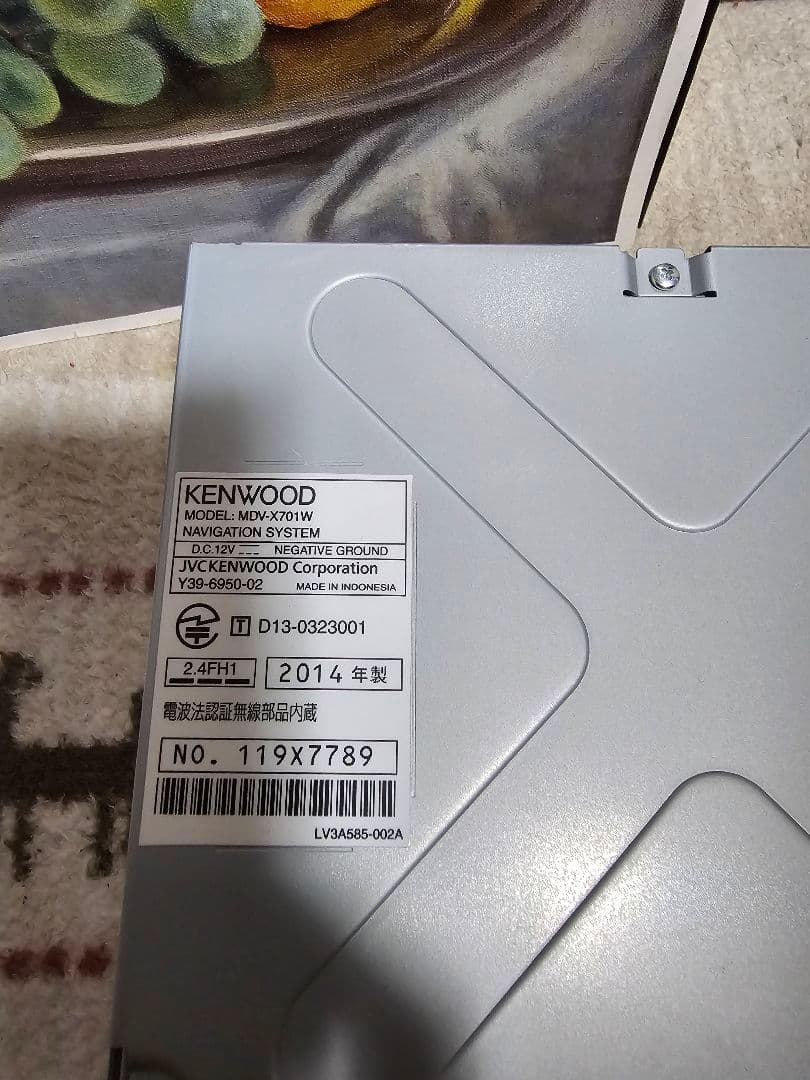 KENWOOD
MODEL: MDV-X701W
NAVIGATION SYSTEM
D.C.12V ⎓ NEGATIVE GROUND
JVCKENWOOD Corporation
Y39-6950-02 MADE IN INDONESIA
T D13-0323001
2.4FH1 2014 年製
電波法認証無線部品内蔵
NO. 119X7789
LV3A585-002A